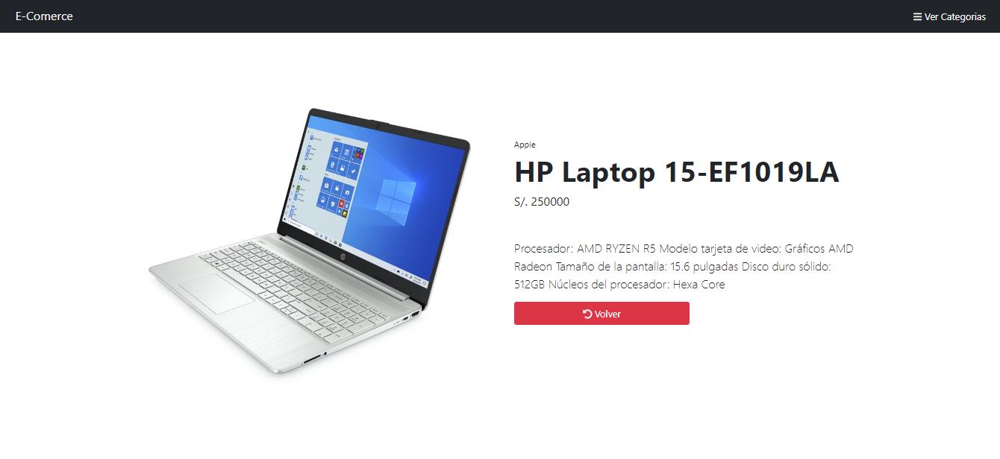 E-Comerce
Ver Categorias
Apple
HP Laptop 15-EF1019LA
S/. 250000
Procesador: AMD RYZEN R5 Modelo tarjeta de video: Gráficos AMD
Radeon Tamaño de la pantalla: 15.6 pulgadas Disco duro sólido:
512GB Núcleos del procesador: Hexa Core
Volver